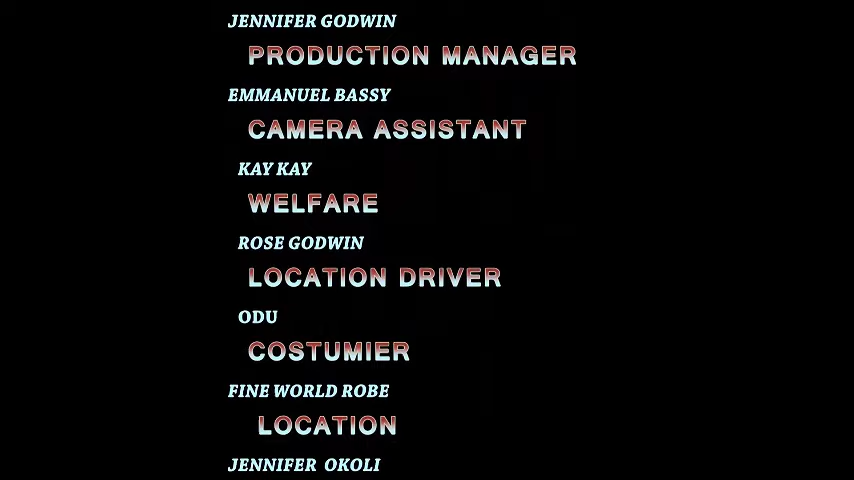 JENNIFER GODWIN
PRODUCTION MANAGER
EMMANUEL BASSY
CAMERA ASSISTANT
KAY KAY
WELFARE
ROSE GODWIN
LOCATION DRIVER
ODU
COSTUMIER
FINE WORLD ROBE
LOCATION
JENNIFER OKOLI